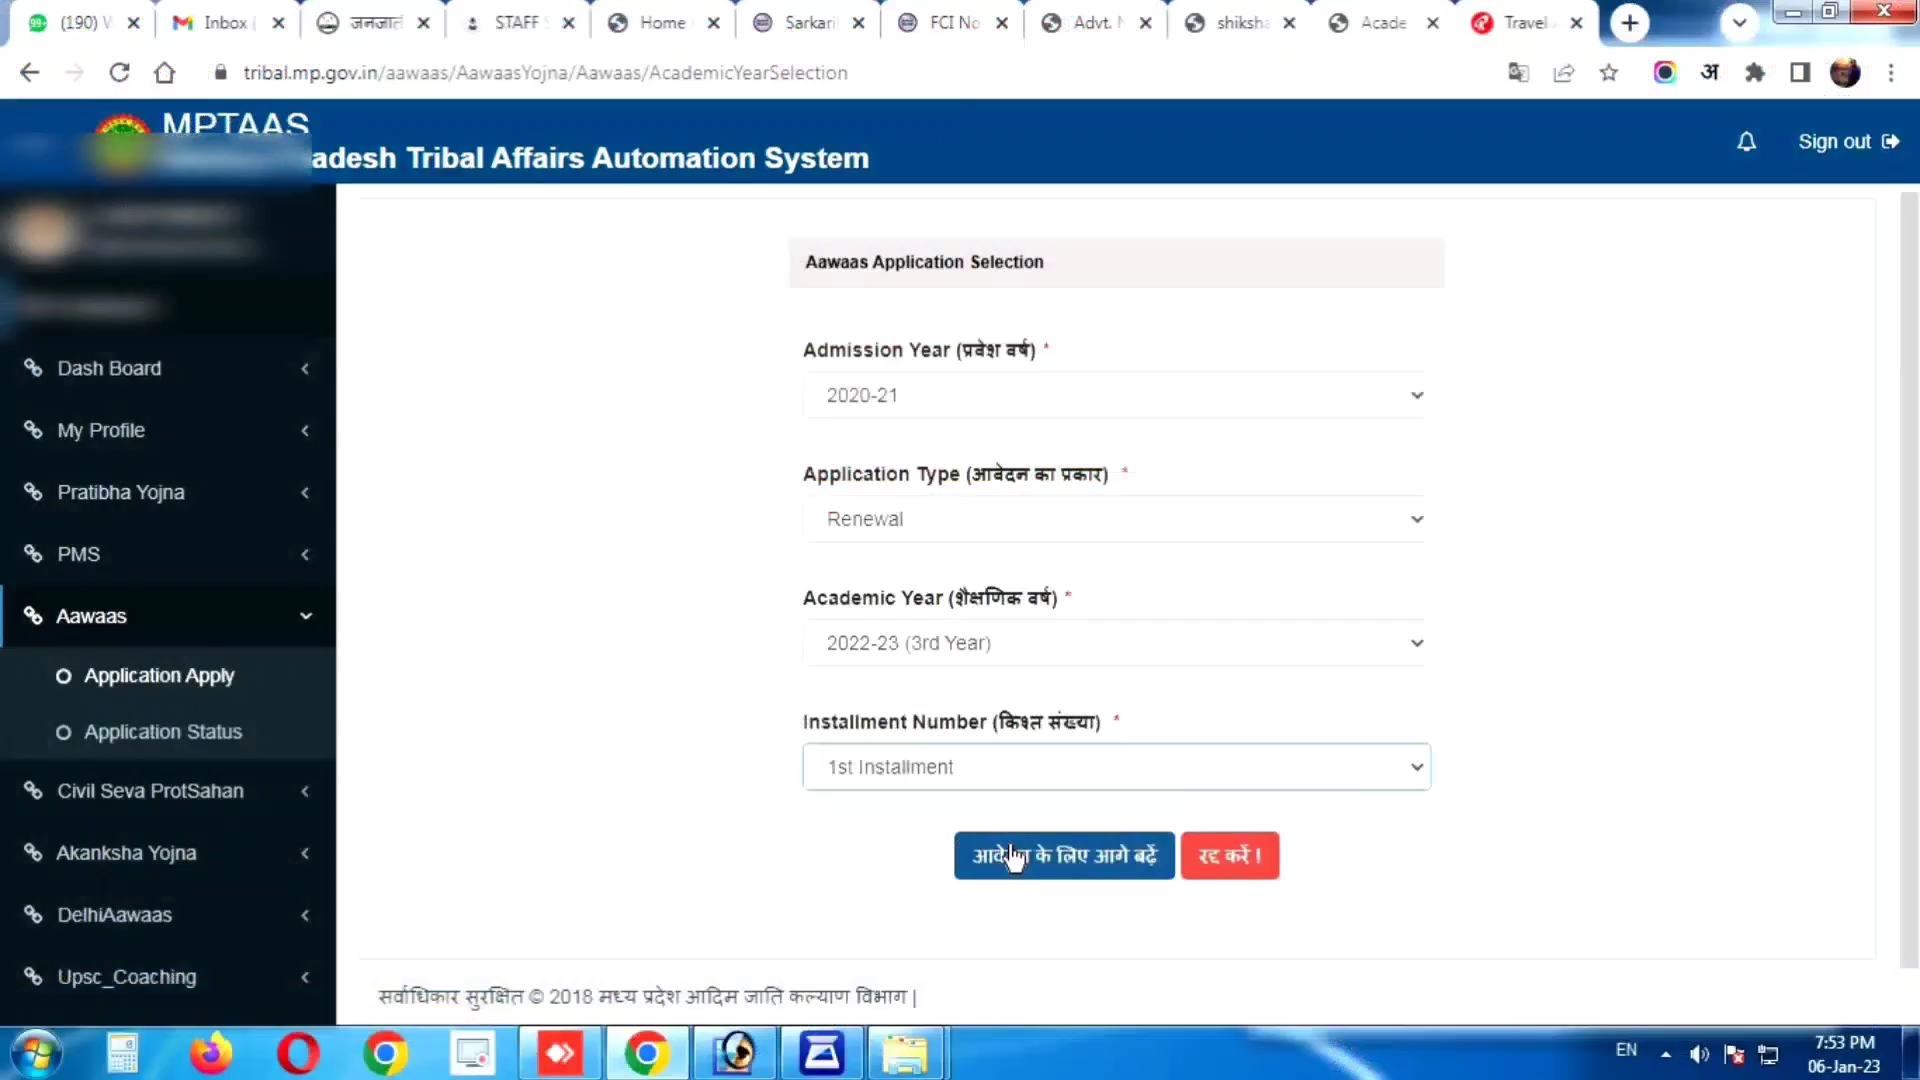 (190) W
Inbox (
जनजाति
STAFF S
Home
Sarkari
FCI No
Advt. N
shiksha
Acade
Travel
tribal.mp.gov.in/aawaas/AawaasYojna/Aawaas/AcademicYearSelection
अ
MPTAAS
adesh Tribal Affairs Automation System
Sign out
Dash Board
My Profile
Pratibha Yojna
PMS
Aawaas
Application Apply
Application Status
Civil Seva ProtSahan
Akanksha Yojna
DelhiAawaas
Upsc_Coaching
Aawaas Application Selection
Admission Year (प्रवेश वर्ष) *
2020-21
Application Type (आवेदन का प्रकार) *
Renewal
Academic Year (शैक्षणिक वर्ष) *
2022-23 (3rd Year)
Installment Number (किश्त संख्या) *
1st Installment
आवेदन के लिए आगे बढ़ें
रद्द करें !
सर्वाधिकार सुरक्षित © 2018 मध्य प्रदेश आदिम जाति कल्याण विभाग |
EN
7:53 PM
06-Jan-23